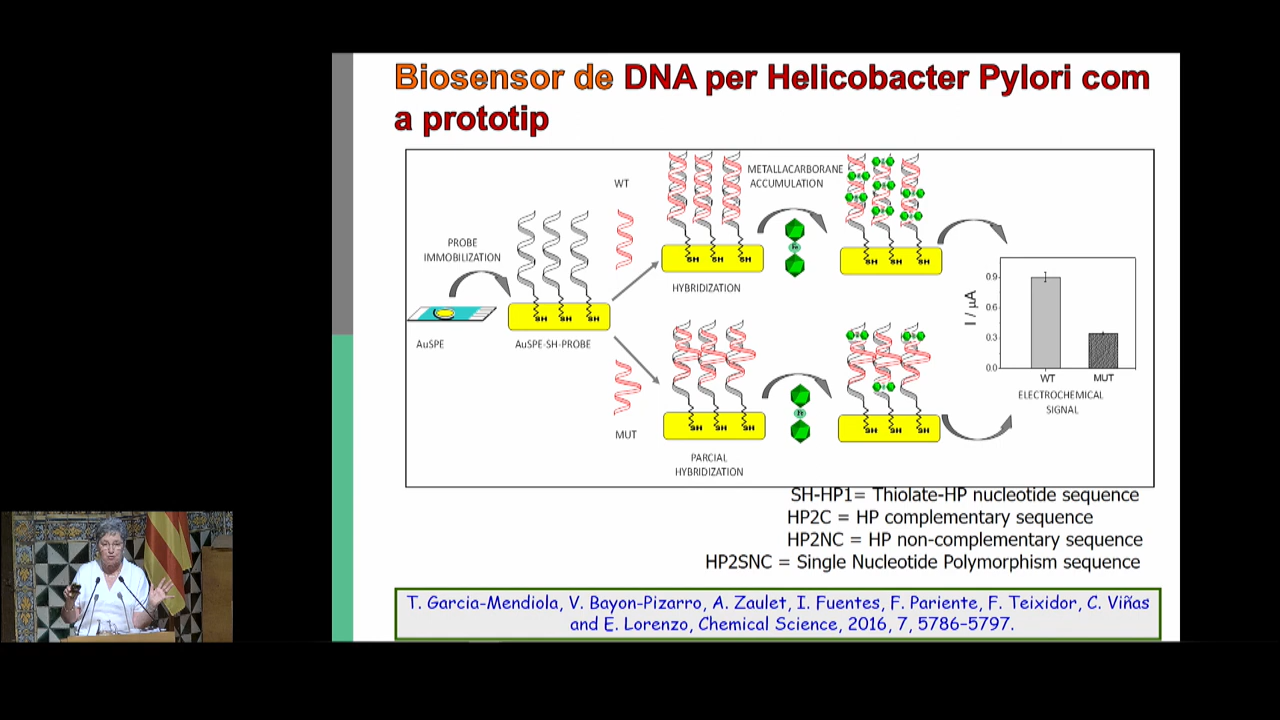 Biosensor de DNA per Helicobacter Pylori com
a prototip
METALLACARBORANE
ACCUMULATION
WT
PROBE
IMMOBILIZATION
Fe
SH SH SH
SH SH SH
HYBRIDIZATION
SH SH SH
AuSPE
AuSPE-SH-PROBE
I / μA
0.9
0.6
0.3
0.0
WT MUT
ELECTROCHEMICAL
SIGNAL
Fe
MUT
SH SH SH
SH SH SH
PARCIAL
HYBRIDIZATION
SH-HP1= Thiolate-HP nucleotide sequence
HP2C = HP complementary sequence
HP2NC = HP non-complementary sequence
HP2SNC = Single Nucleotide Polymorphism sequence
T. Garcia-Mendiola, V. Bayon-Pizarro, A. Zaulet, I. Fuentes, F. Pariente, F. Teixidor, C. Viñas
and E. Lorenzo, Chemical Science, 2016, 7, 5786–5797.